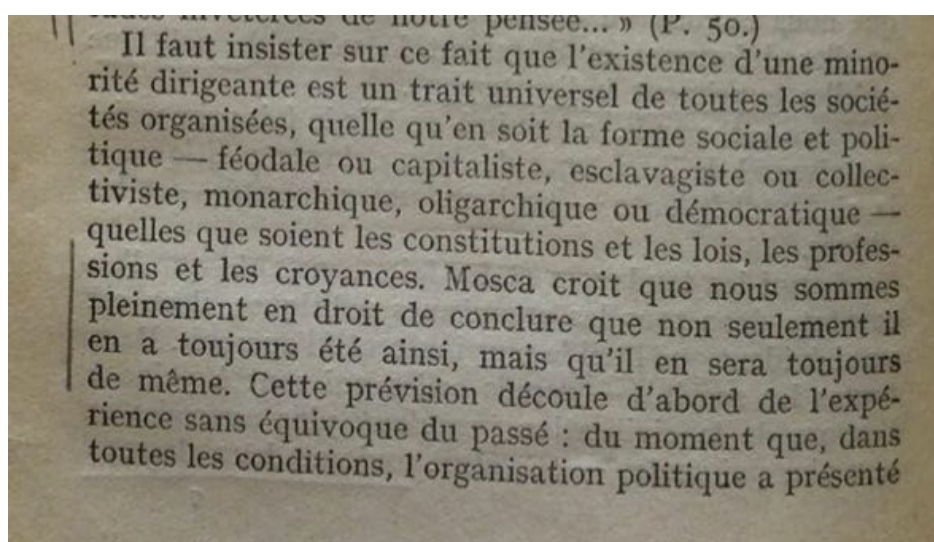 de notre pensée... » (P. 50.)
Il faut insister sur ce fait que l'existence d'une mino-
rité dirigeante est un trait universel de toutes les socié-
tés organisées, quelle qu'en soit la forme sociale et poli-
tique — féodale ou capitaliste, esclavagiste ou collec-
tiviste, monarchique, oligarchique ou démocratique —
quelles que soient les constitutions et les lois, les profes-
sions et les croyances. Mosca croit que nous sommes
pleinement en droit de conclure que non seulement il
en a toujours été ainsi, mais qu'il en sera toujours
de même. Cette prévision découle d'abord de l'expé-
rience sans équivoque du passé : du moment que, dans
toutes les conditions, l'organisation politique a présenté